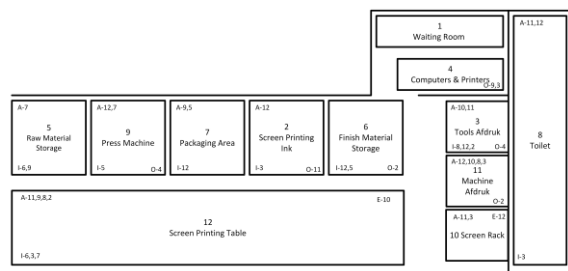 1
Waiting Room
4
Computers & Printers
O-9,3
A-11,12
8
Toilet
I-3
A-7
5
Raw Material
Storage
I-6,9
A-12,7
9
Press Machine
I-5
O-4
A-9,5
7
Packaging Area
I-12
A-12
2
Screen Printing
Ink
I-3
O-11
6
Finish Material
Storage
I-12,5
O-2
A-10,11
3
Tools Afdruk
I-8,12,2
O-4
A-12,10,8,3
11
Machine
Afdruk
O-2
A-11,3
E-12
10 Screen Rack
A-11,9,8,2
E-10
12
Screen Printing Table
I-6,3,7